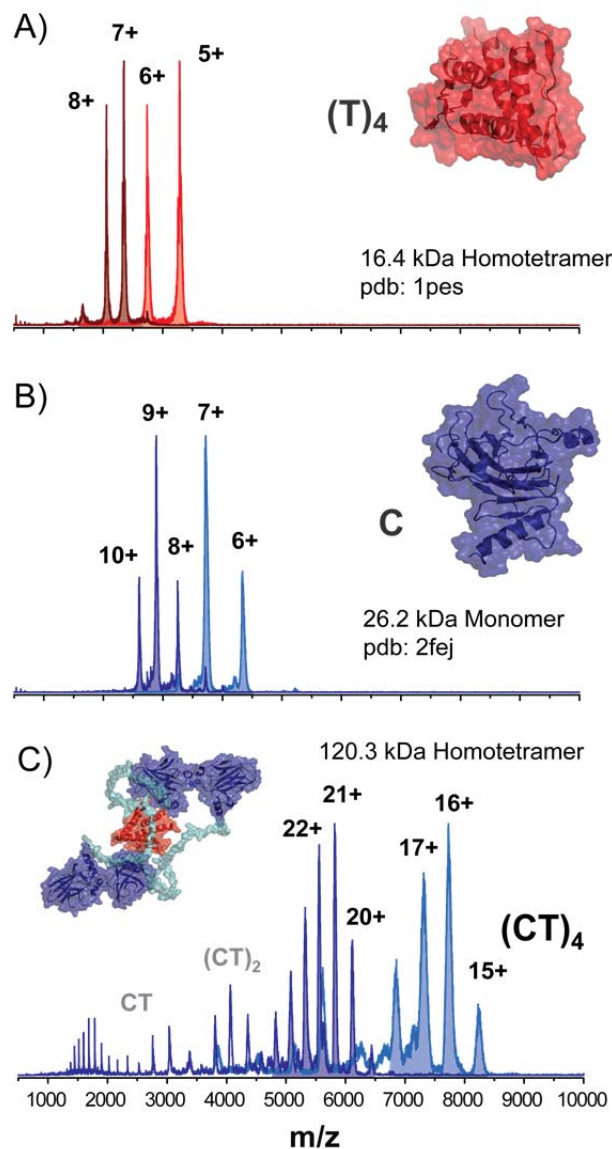 A)
7+
5+
8+
6+
(T)4
16.4 kDa Homotetramer
pdb: 1pes
B)
9+
7+
10+
8+
6+
C
26.2 kDa Monomer
pdb: 2fej
C)
120.3 kDa Homotetramer
21+
16+
22+
17+
20+
(CT)4
(CT)2
15+
CT
1000 2000 3000 4000 5000 6000 7000 8000 9000 10000
m/z